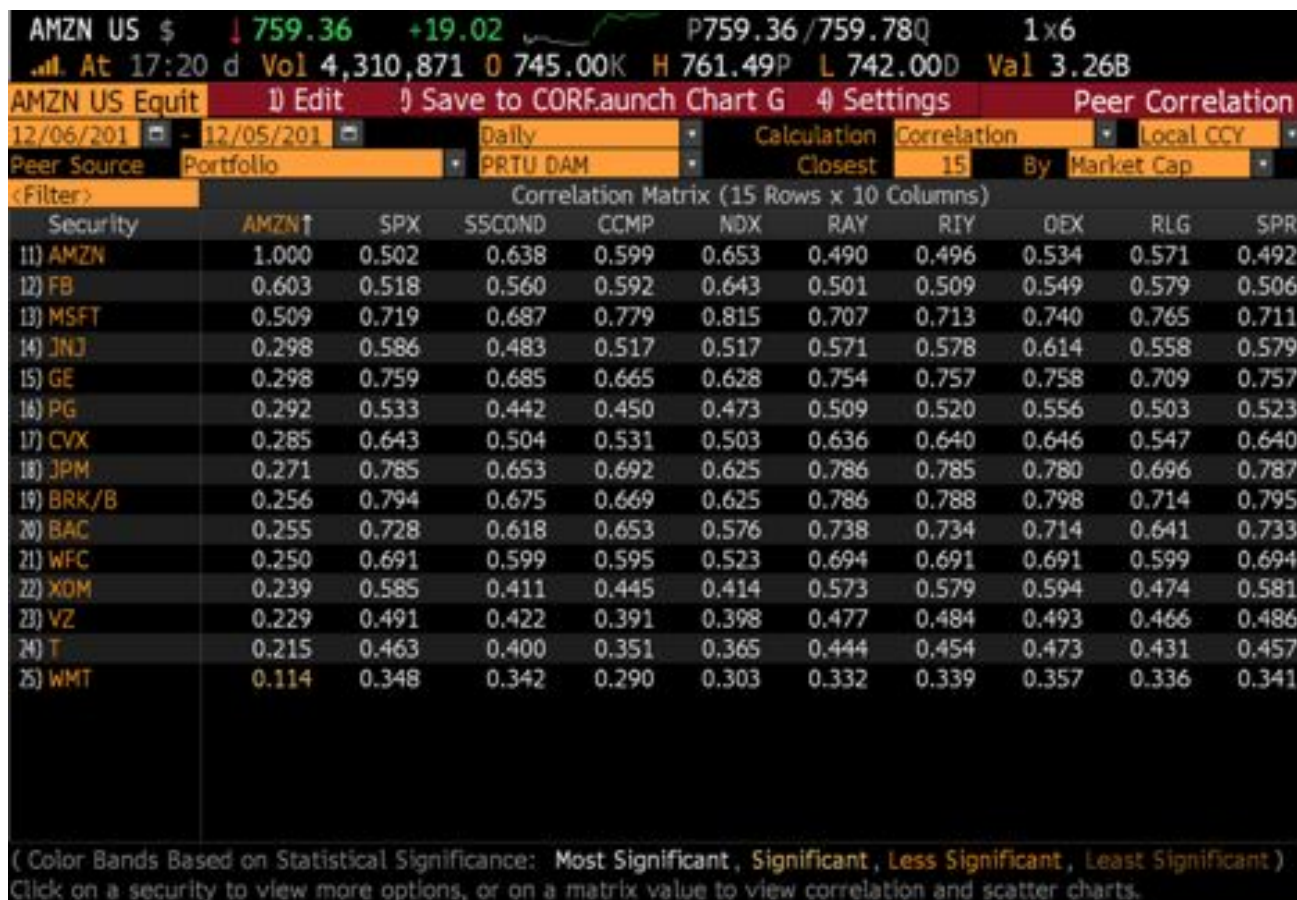 AMZN US $ ↓ 759.36 +19.02 P759.36 /759.78Q 1×6
At 17:20 d Vol 4,310,871 O 745.00K H 761.49P L 742.00D Val 3.26B
AMZN US Equit 1) Edit ) Save to CORF.aunch Chart G 4) Settings Peer Correlation
12/06/201 - 12/05/201 Daily Calculation Correlation Local CCY
Peer Source Portfolio PRTU DAM Closest 15 By Market Cap
<Filter> Correlation Matrix (15 Rows x 10 Columns)
Security AMZN↑ SPX S5COND CCMP NDX RAY RIY OEX RLG SPR
11) AMZN 1.000 0.502 0.638 0.599 0.653 0.490 0.496 0.534 0.571 0.492
12) FB 0.603 0.518 0.560 0.592 0.643 0.501 0.509 0.549 0.579 0.506
13) MSFT 0.509 0.719 0.687 0.779 0.815 0.707 0.713 0.740 0.765 0.711
14) JNJ 0.298 0.586 0.483 0.517 0.517 0.571 0.578 0.614 0.558 0.579
15) GE 0.298 0.759 0.685 0.665 0.628 0.754 0.757 0.758 0.709 0.757
16) PG 0.292 0.533 0.442 0.450 0.473 0.509 0.520 0.556 0.503 0.523
17) CVX 0.285 0.643 0.504 0.531 0.503 0.636 0.640 0.646 0.547 0.640
18) JPM 0.271 0.785 0.653 0.692 0.625 0.786 0.785 0.780 0.696 0.787
19) BRK/B 0.256 0.794 0.675 0.669 0.625 0.786 0.788 0.798 0.714 0.795
20) BAC 0.255 0.728 0.618 0.653 0.576 0.738 0.734 0.714 0.641 0.733
21) WFC 0.250 0.691 0.599 0.595 0.523 0.694 0.691 0.691 0.599 0.694
22) XOM 0.239 0.585 0.411 0.445 0.414 0.573 0.579 0.594 0.474 0.581
23) VZ 0.229 0.491 0.422 0.391 0.398 0.477 0.484 0.493 0.466 0.486
24) T 0.215 0.463 0.400 0.351 0.365 0.444 0.454 0.473 0.431 0.457
25) WMT 0.114 0.348 0.342 0.290 0.303 0.332 0.339 0.357 0.336 0.341
( Color Bands Based on Statistical Significance: Most Significant , Significant , Less Significant , Least Significant )
Click on a security to view more options, or on a matrix value to view correlation and scatter charts.